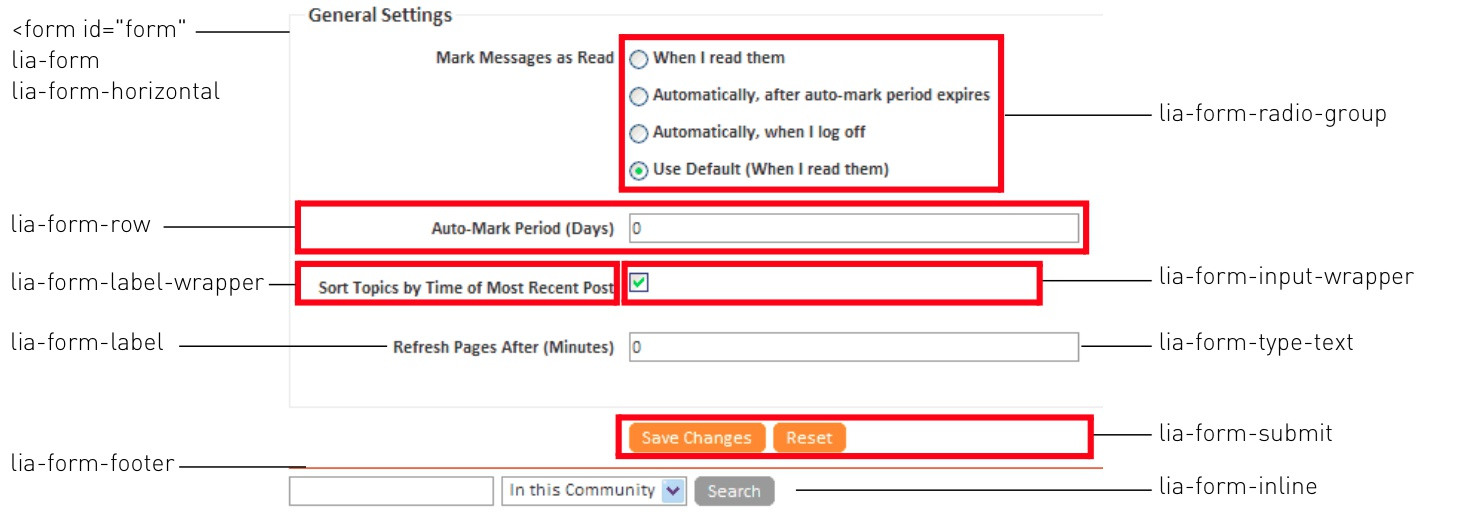 General Settings
<form id="form"
lia-form
lia-form-horizontal
Mark Messages as Read
When I read them
Automatically, after auto-mark period expires
Automatically, when I log off
Use Default (When I read them)
lia-form-radio-group
lia-form-row
Auto-Mark Period (Days)
0
lia-form-label-wrapper
Sort Topics by Time of Most Recent Post
lia-form-input-wrapper
lia-form-label
Refresh Pages After (Minutes)
0
lia-form-type-text
Save Changes
Reset
lia-form-submit
lia-form-footer
In this Community
Search
lia-form-inline